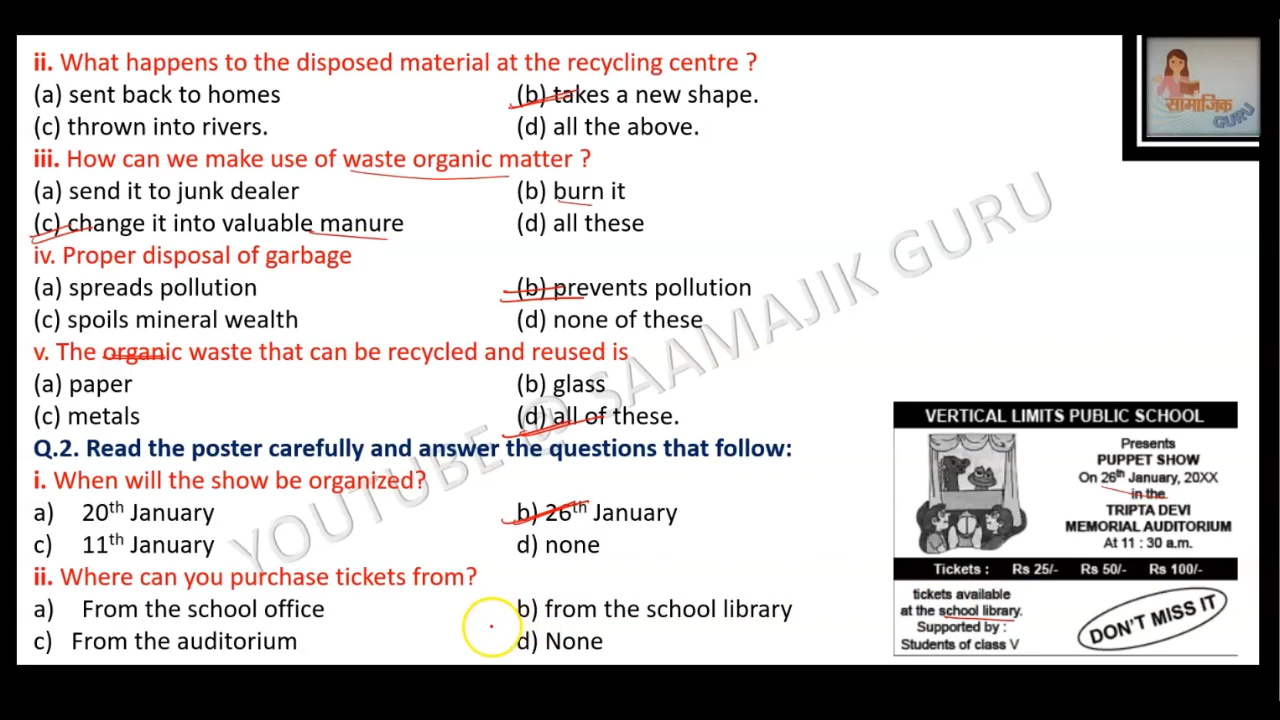 ii. What happens to the disposed material at the recycling centre ?
(a) sent back to homes (b) takes a new shape.
(c) thrown into rivers. (d) all the above.
iii. How can we make use of waste organic matter ?
(a) send it to junk dealer (b) burn it
(c) change it into valuable manure (d) all these
iv. Proper disposal of garbage
(a) spreads pollution (b) prevents pollution
(c) spoils mineral wealth (d) none of these
v. The organic waste that can be recycled and reused is
(a) paper (b) glass
(c) metals (d) all of these.
Q.2. Read the poster carefully and answer the questions that follow:
i. When will the show be organized?
a) 20th January b) 26th January
c) 11th January d) none
ii. Where can you purchase tickets from?
a) From the school office b) from the school library
c) From the auditorium d) None
सामाजिक
GURU
YOUTUBE @ SAAMAJIK GURU
VERTICAL LIMITS PUBLIC SCHOOL
Presents
PUPPET SHOW
On 26th January, 20XX
in the
TRIPTA DEVI
MEMORIAL AUDITORIUM
At 11 : 30 a.m.
Tickets : Rs 25/- Rs 50/- Rs 100/-
tickets available
at the school library.
Supported by :
Students of class V
DON'T MISS IT